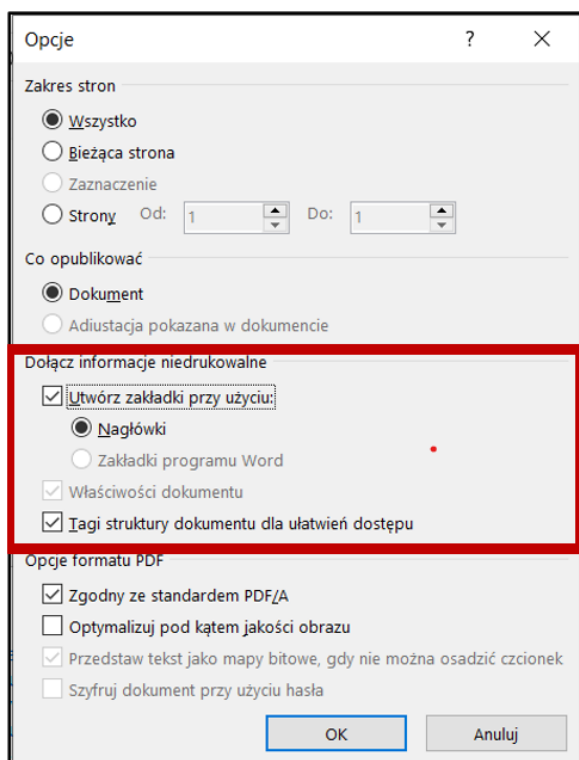 Opcje ?
Zakres stron
Wszystko
Bieżąca strona
Zaznaczenie
Strony Od: 1 Do: 1
Co opublikować
Dokument
Adiustacja pokazana w dokumencie
Dołącz informacje niedrukowalne
Utwórz zakładki przy użyciu:
Nagłówki
Zakładki programu Word
Właściwości dokumentu
Tagi struktury dokumentu dla ułatwień dostępu
Opcje formatu PDF
Zgodny ze standardem PDF/A
Optymalizuj pod kątem jakości obrazu
Przedstaw tekst jako mapy bitowe, gdy nie można osadzić czcionek
Szyfruj dokument przy użyciu hasła
OK Anuluj